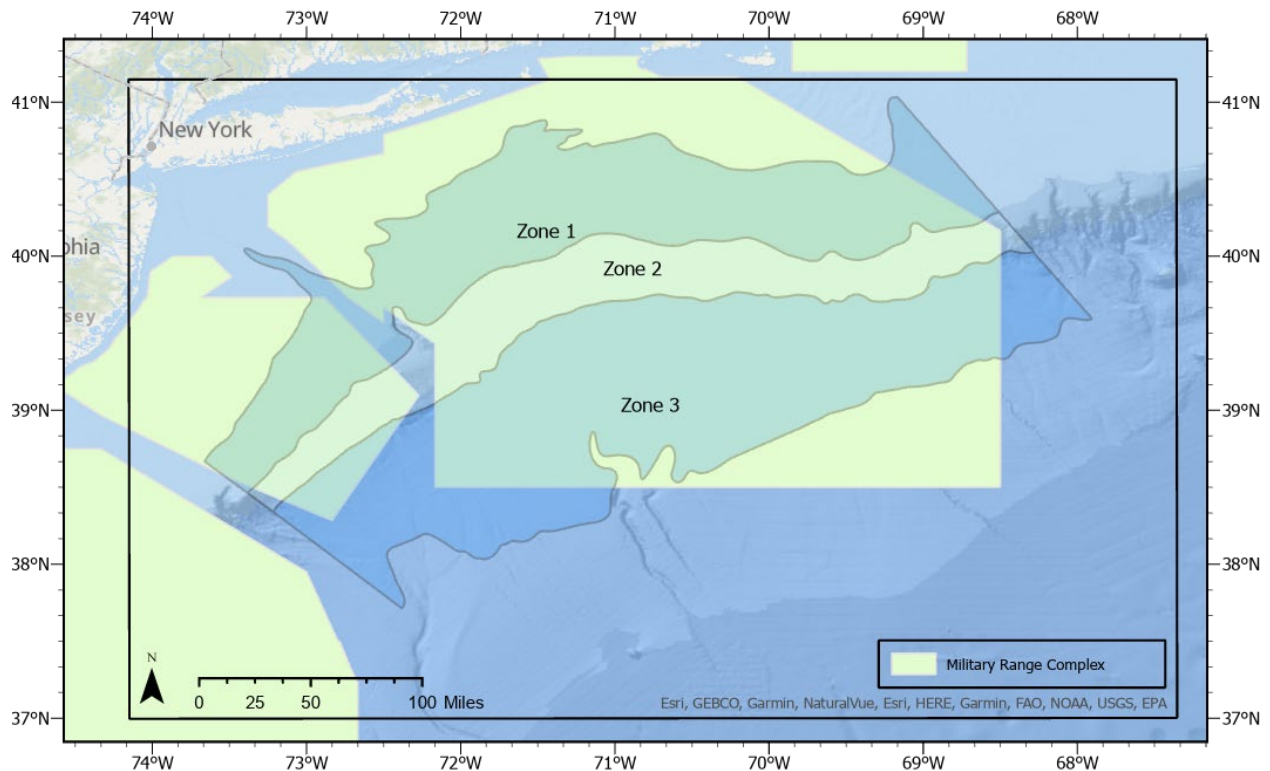 74°W 73°W 72°W 71°W 70°W 69°W 68°W
41°N 41°N
New York
Zone 1
phia
40°N 40°N
Zone 2
sey
39°N 39°N
Zone 3
38°N 38°N
N
Military Range Complex
0 25 50 100 Miles
Esri, GEBCO, Garmin, NaturalVue, Esri, HERE, Garmin, FAO, NOAA, USGS, EPA
37°N 37°N
74°W 73°W 72°W 71°W 70°W 69°W 68°W